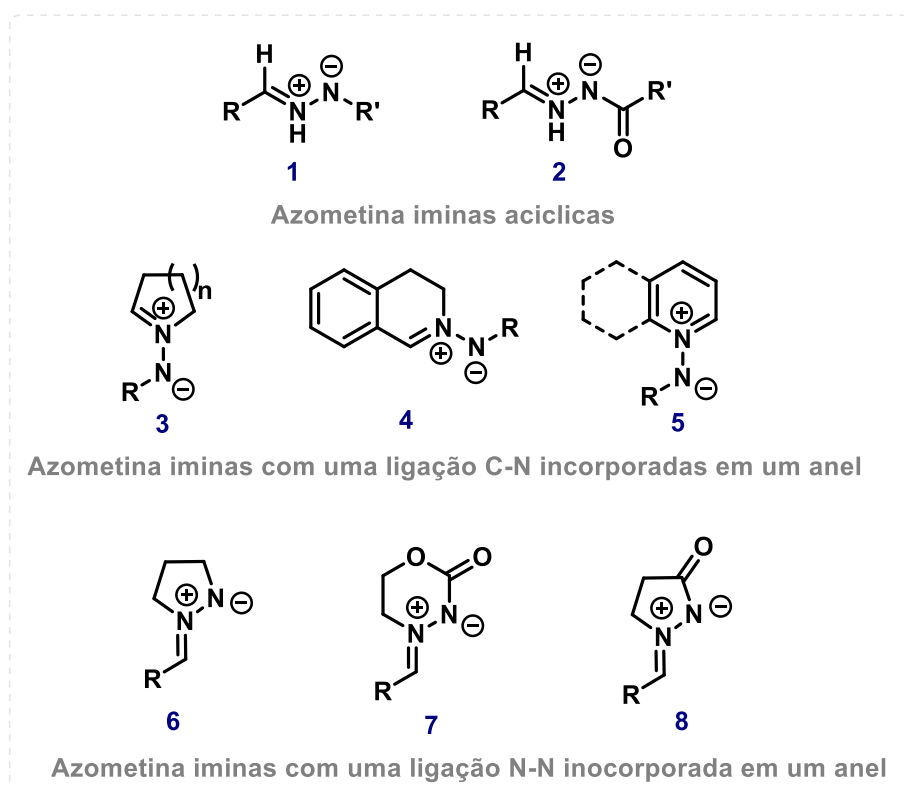 H
R
N
H
N
R'
1
H
R
N
H
N
R'
O
2
Azometina iminas aciclicas
n
N
N
R
3
N
N
R
4
N
N
R
5
Azometina iminas com uma ligação C-N incorporadas em um anel
N
N
R
6
O
O
N
N
R
7
O
N
N
R
8
Azometina iminas com uma ligação N-N inocorporada em um anel